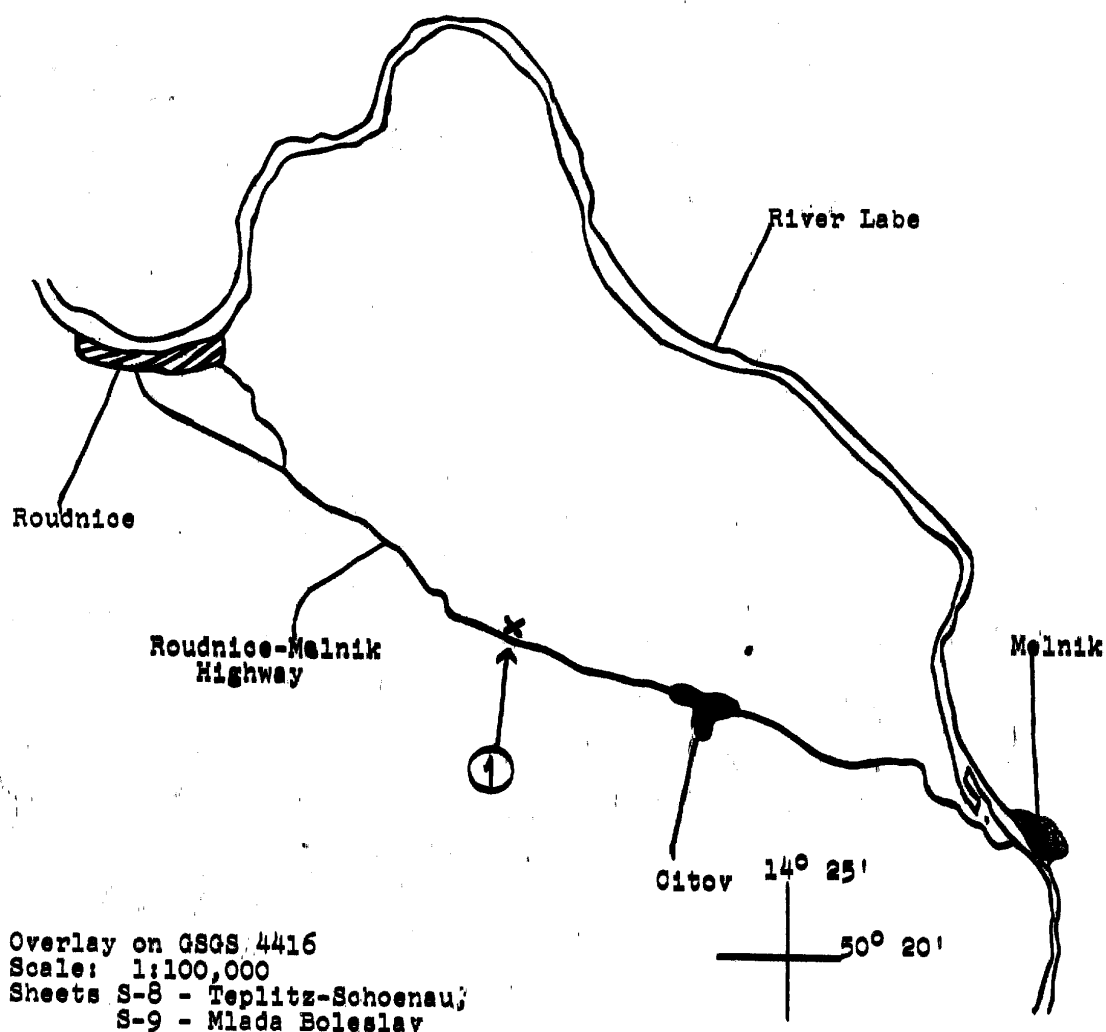 River Labe
Roudnice
Roudnice-Melnik
Highway
Melnik
1
Citov
14° 25'
50° 20'
Overlay on GSGS 4416
Scale: 1:100,000
Sheets S-8 - Teplitz-Schoenau;
S-9 - Mlada Boleslav